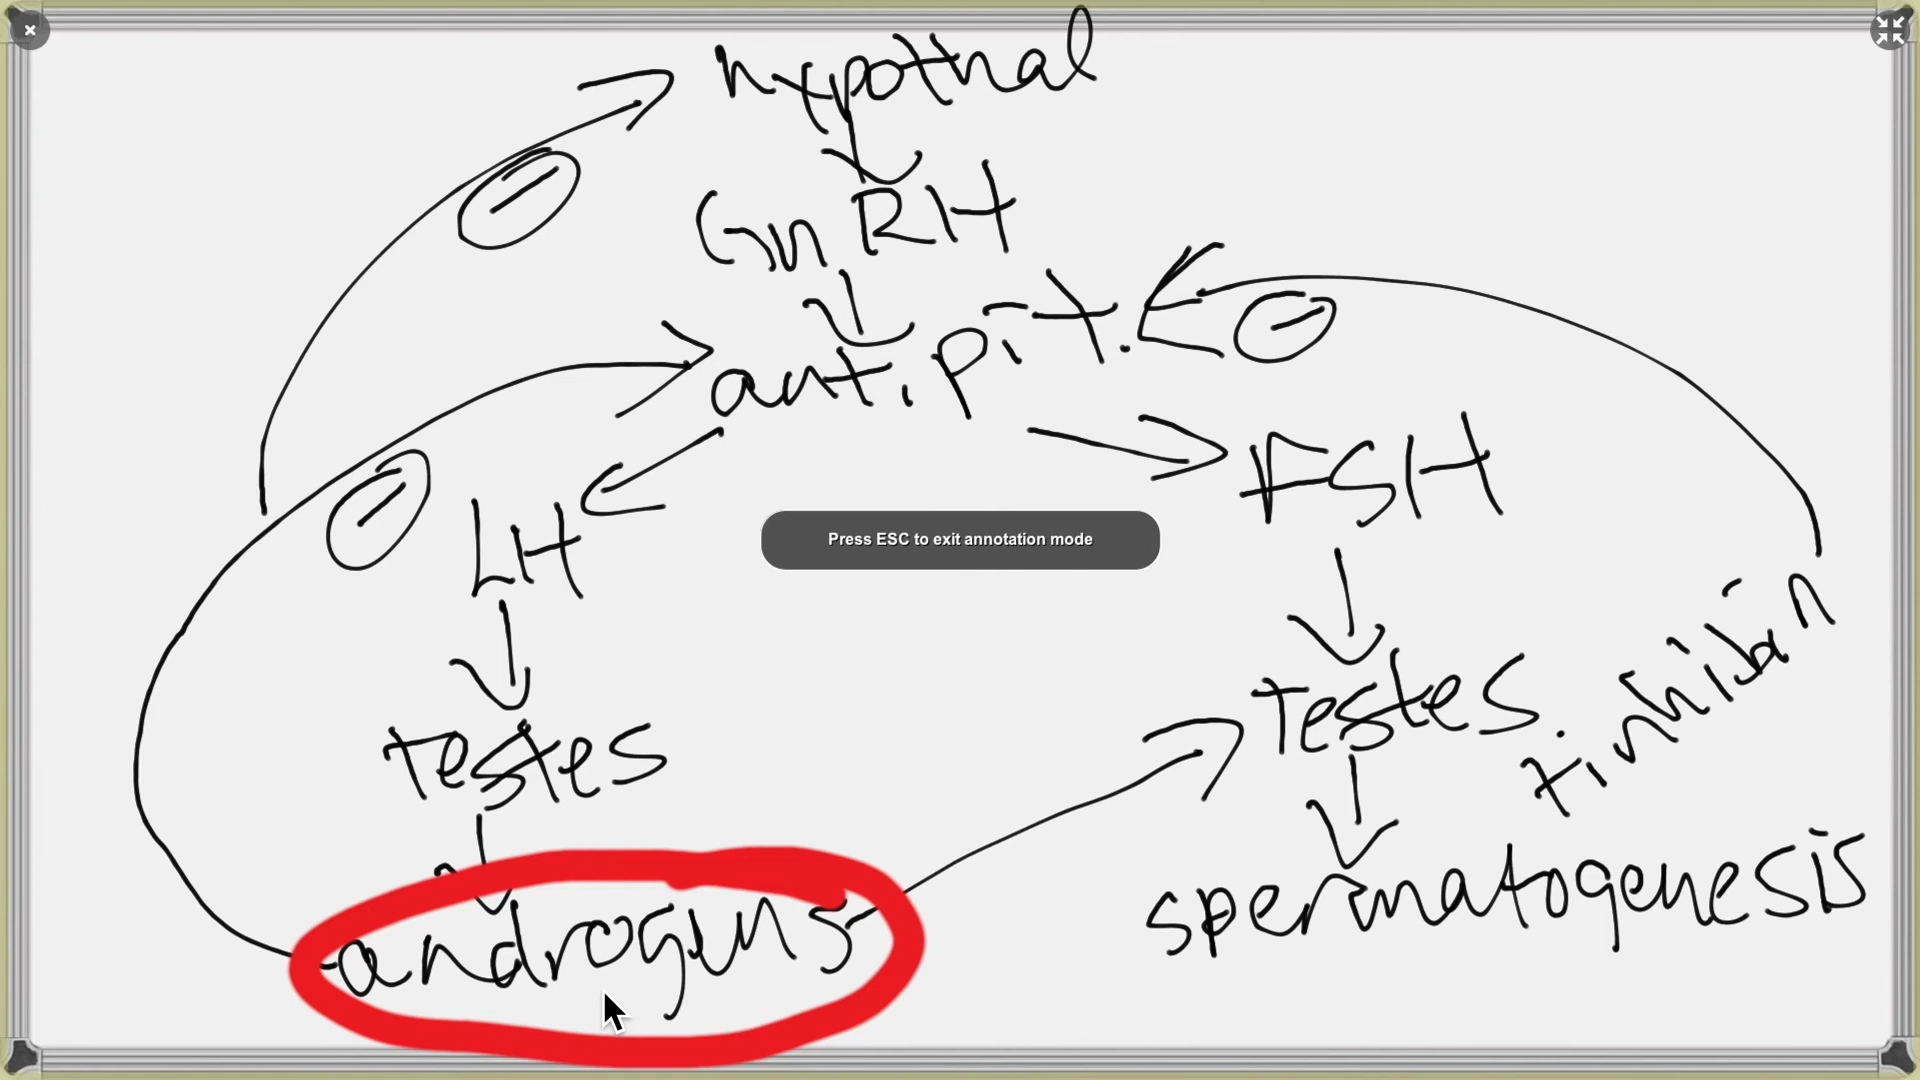 hypothal
GnRH
ant. pit.
LH
FSH
Press ESC to exit annotation mode
testes
testes.
+inhibin
androgens
spermatogenesis